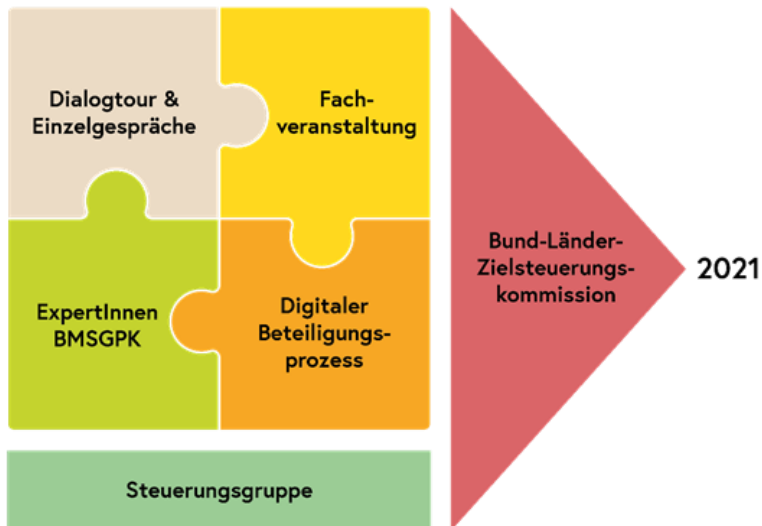 Dialogtour &
Einzelgespräche
Fach-
veranstaltung
ExpertInnen
BMSGPK
Digitaler
Beteiligungs-
prozess
Steuerungsgruppe
Bund-Länder-
Zielsteuerungs-
kommission
2021